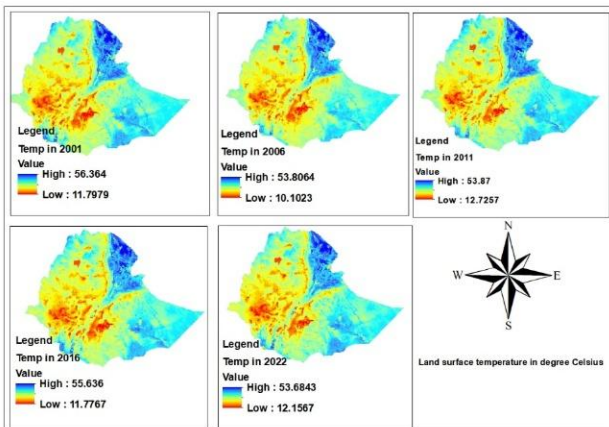 Legend
Temp in 2001
Value
High : 56.364
Low : 11.7979
Legend
Temp in 2006
Value
High : 53.8064
Low : 10.1023
Legend
Temp in 2011
Value
High : 53.87
Low : 12.7257
Legend
Temp in 2016
Value
High : 55.636
Low : 11.7767
Legend
Temp in 2022
Value
High : 53.6843
Low : 12.1567
N
W E
S
Land surface temperature in degree Celsius